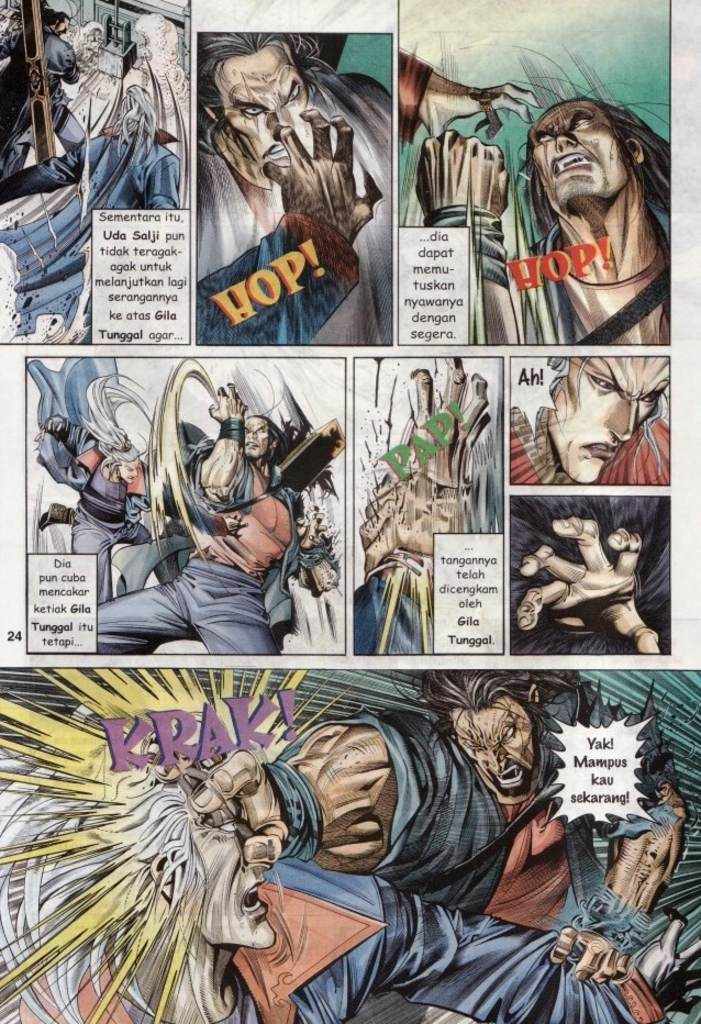 Sementara itu,
Uda Salji pun
tidak teragak-
agak untuk
melanjutkan lagi
serangannya
ke atas Gila
Tunggal agar...
HOP!
...dia
dapat
memu-
tuskan
nyawanya
dengan
segera.
HOP!
Dia
pun cuba
mencakar
ketiak Gila
Tunggal itu
tetapi...
PAP!
...
tangannya
telah
dicengkam
oleh
Gila
Tunggal.
Ah!
24
KRAK!
Yak!
Mampus
kau
sekarang!